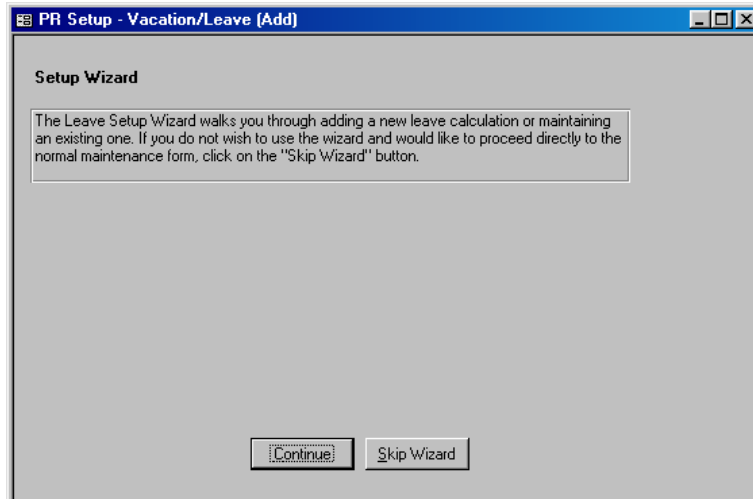 PR Setup - Vacation/Leave (Add)
Setup Wizard
The Leave Setup Wizard walks you through adding a new leave calculation or maintaining
an existing one. If you do not wish to use the wizard and would like to proceed directly to the
normal maintenance form, click on the "Skip Wizard" button.
Continue
Skip Wizard